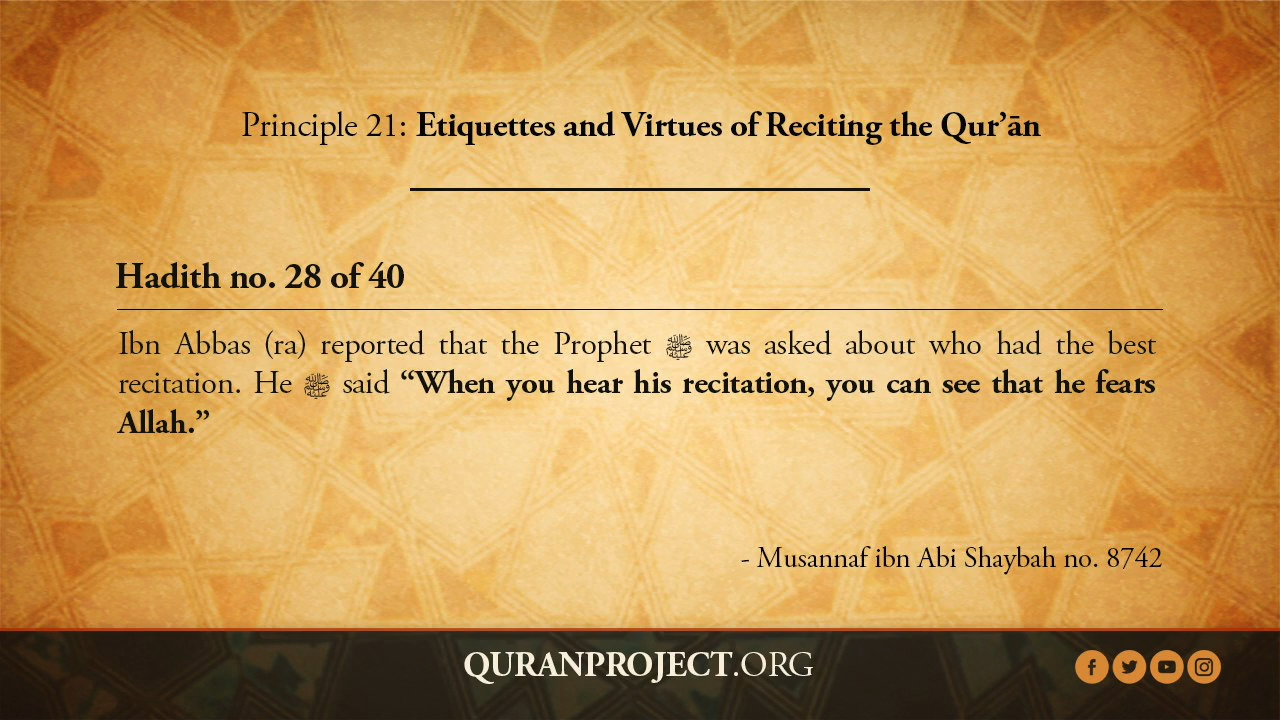 Principle 21: Etiquettes and Virtues of Reciting the Qur’ān
Hadith no. 28 of 40
Ibn Abbas (ra) reported that the Prophet ﷺ was asked about who had the best
recitation. He ﷺ said “When you hear his recitation, you can see that he fears
Allah.”
- Musannaf ibn Abi Shaybah no. 8742
QURANPROJECT.ORG